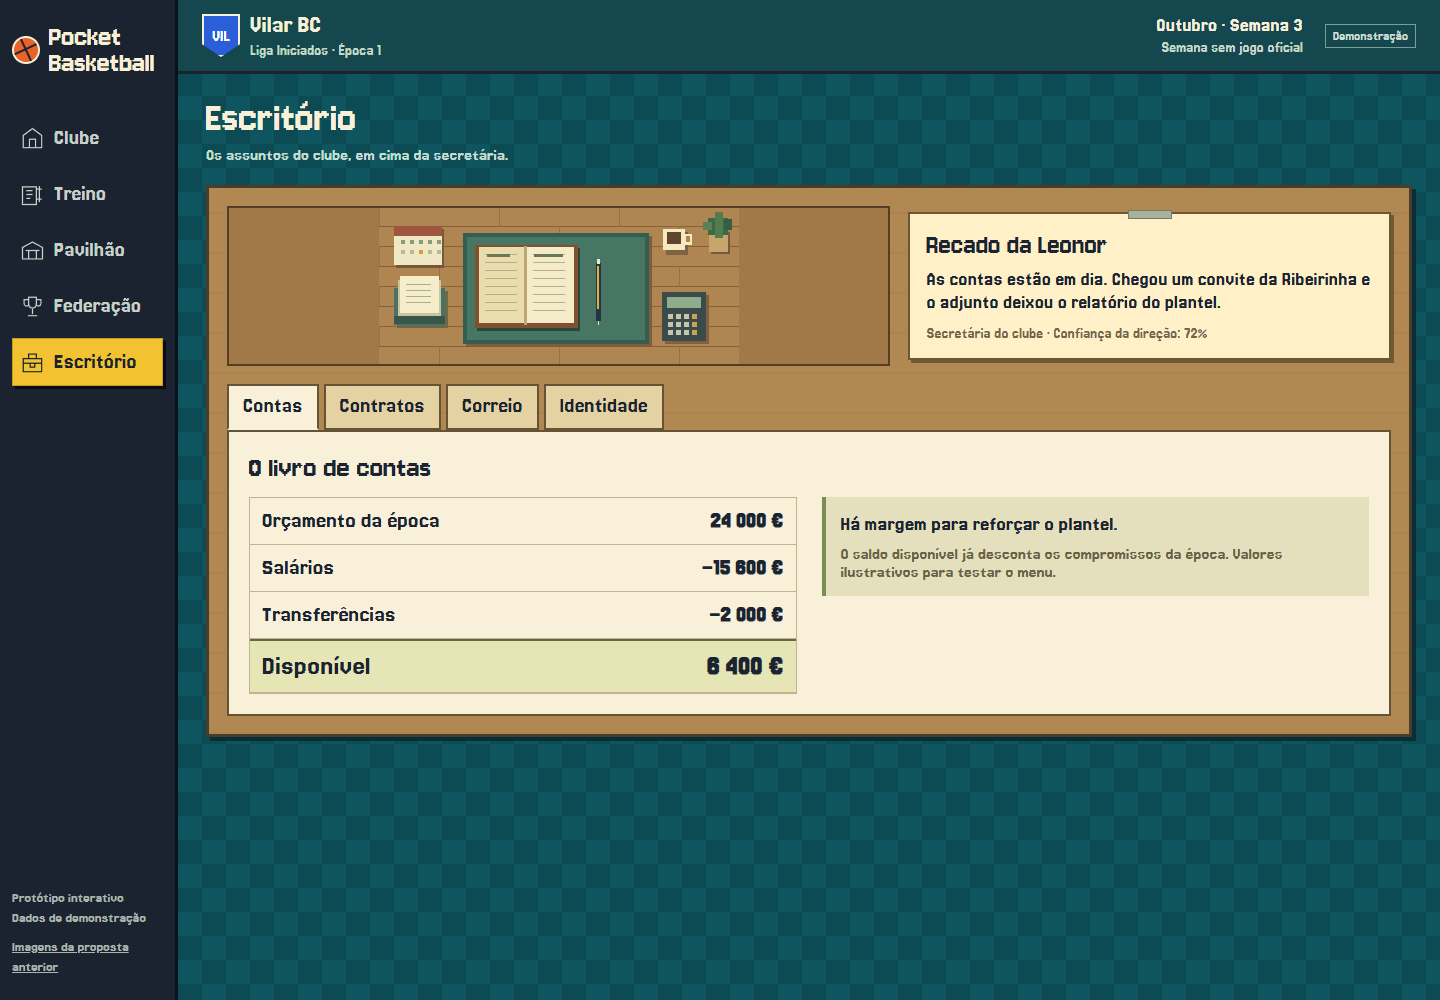 Pocket
Basketball
Clube
Treino
Pavilhão
Federação
Escritório
Protótipo interativo
Dados de demonstração
Imagens da proposta
anterior
VIL
Vilar BC
Liga Iniciados · Época 1
Outubro · Semana 3
Semana sem jogo oficial
Demonstração
Escritório
Os assuntos do clube, em cima da secretária.
Recado da Leonor
As contas estão em dia. Chegou um convite da Ribeirinha e
o adjunto deixou o relatório do plantel.
Secretária do clube · Confiança da direção: 72%
Contas
Contratos
Correio
Identidade
O livro de contas
Orçamento da época 24 000 €
Salários −15 600 €
Transferências −2 000 €
Disponível 6 400 €
Há margem para reforçar o plantel.
O saldo disponível já desconta os compromissos da época. Valores
ilustrativos para testar o menu.